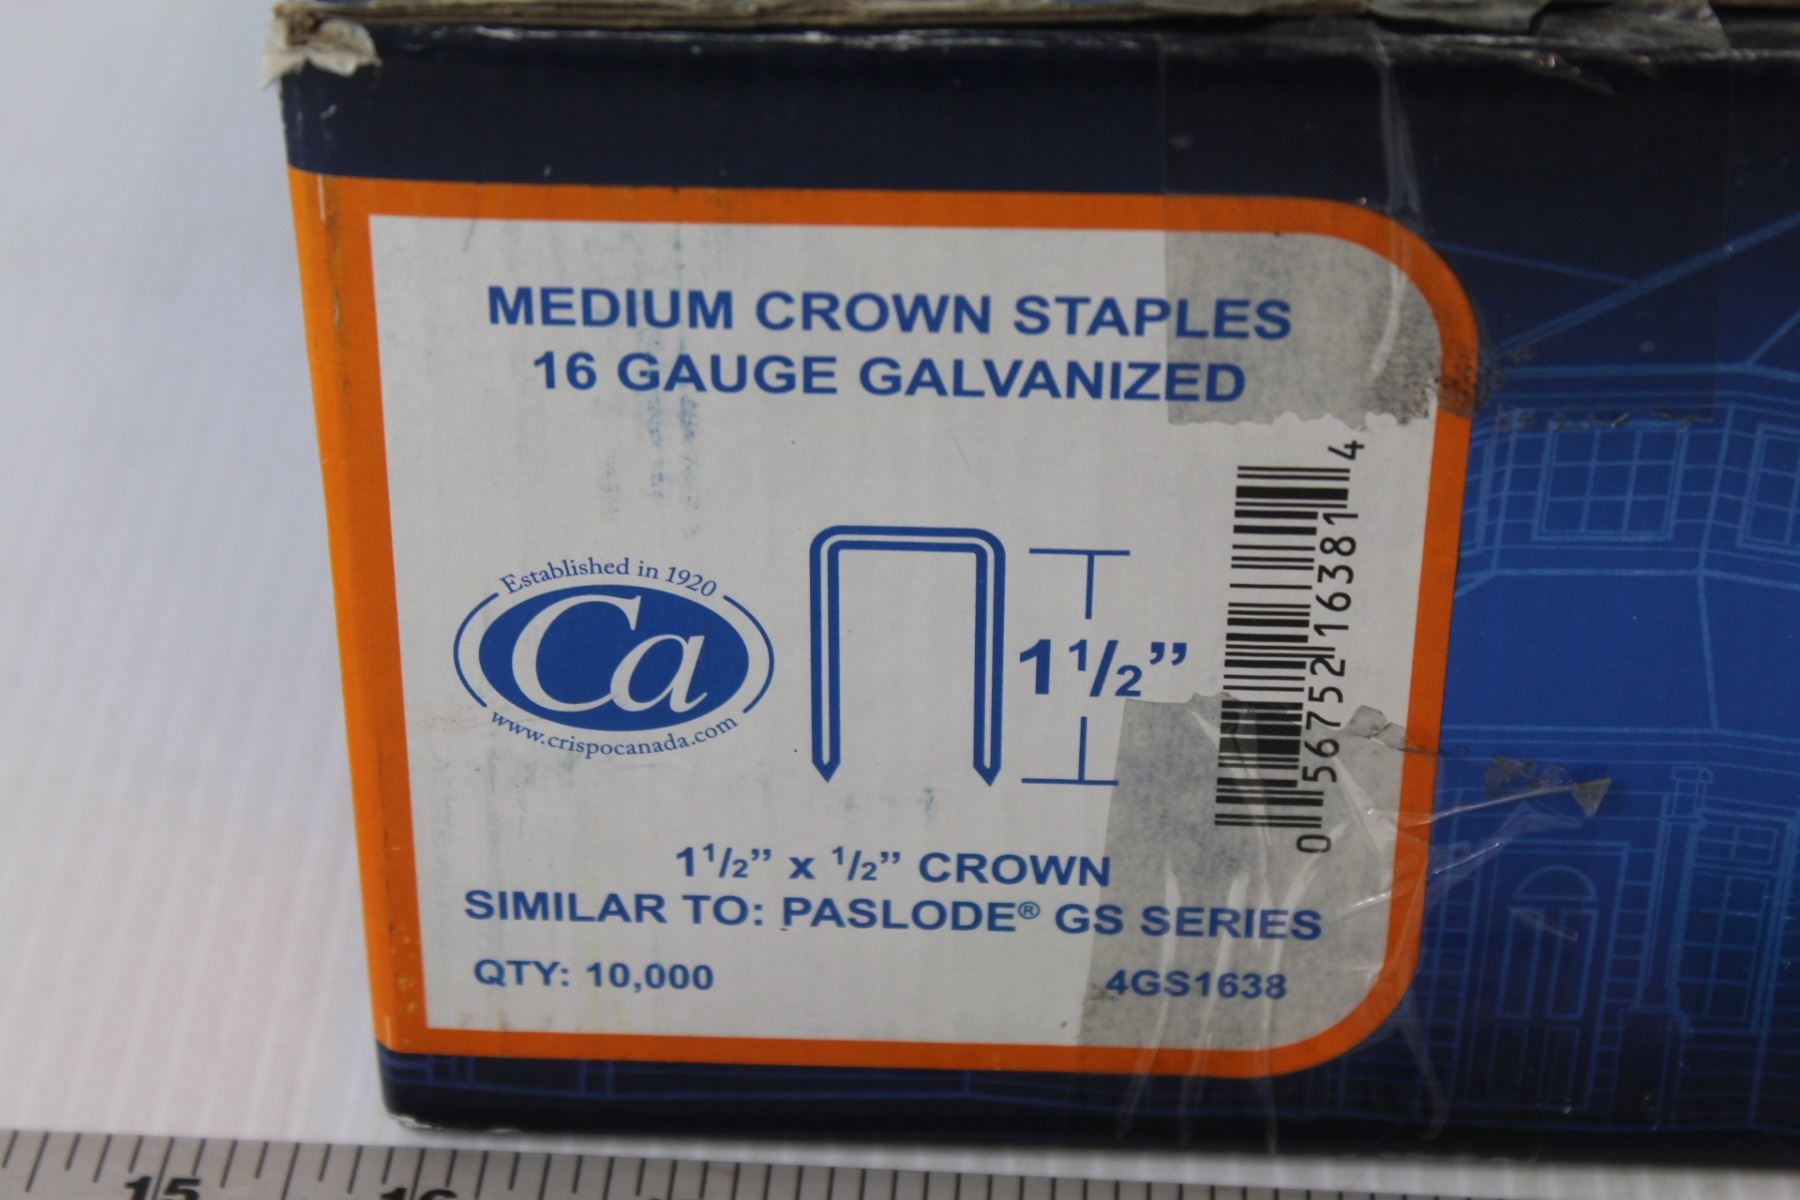 MEDIUM CROWN STAPLES
16 GAUGE GALVANIZED
Established in 1920
Ca
www.crispocanada.com
1 1/2”
0 56752 16381 4
1 1/2” x 1/2” CROWN
SIMILAR TO: PASLODE® GS SERIES
QTY: 10,000
4GS1638
15
16